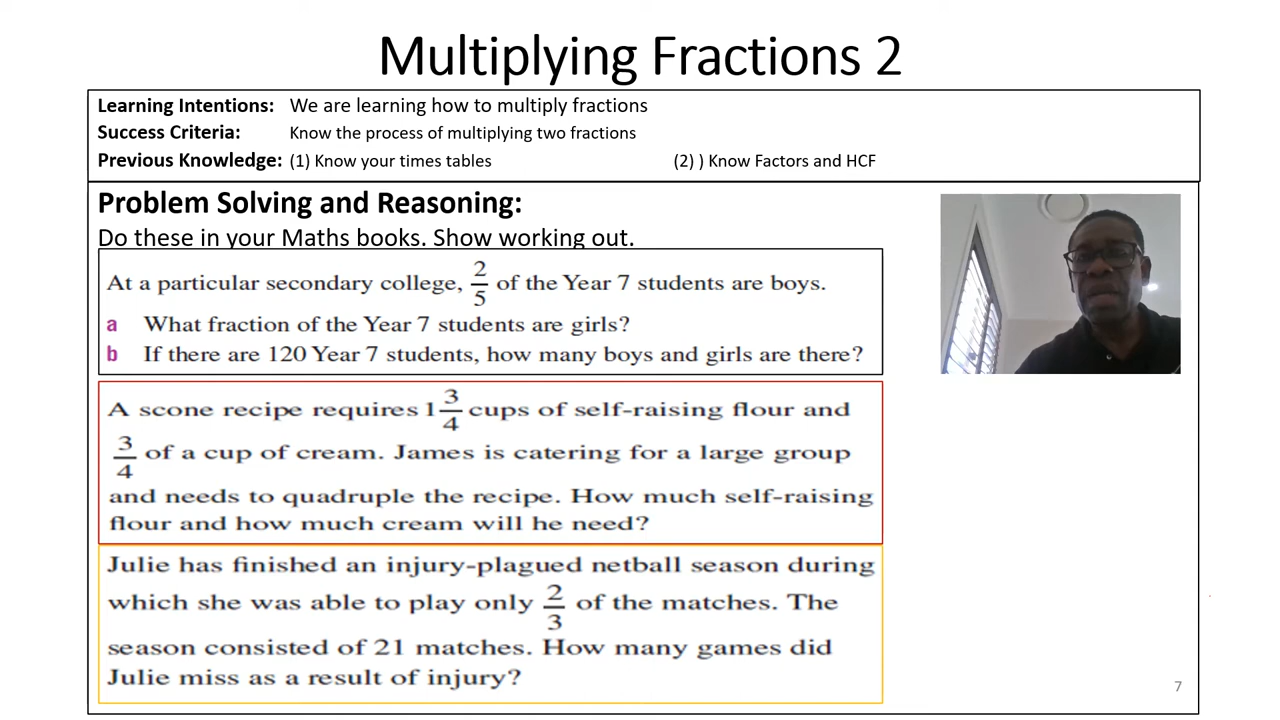 Multiplying Fractions 2
Learning Intentions: We are learning how to multiply fractions
Success Criteria: Know the process of multiplying two fractions
Previous Knowledge: (1) Know your times tables (2) ) Know Factors and HCF
Problem Solving and Reasoning:
Do these in your Maths books. Show working out.
At a particular secondary college, 2/5 of the Year 7 students are boys.
a What fraction of the Year 7 students are girls?
b If there are 120 Year 7 students, how many boys and girls are there?
A scone recipe requires 1 3/4 cups of self-raising flour and
3/4 of a cup of cream. James is catering for a large group
and needs to quadruple the recipe. How much self-raising
flour and how much cream will he need?
Julie has finished an injury-plagued netball season during
which she was able to play only 2/3 of the matches. The
season consisted of 21 matches. How many games did
Julie miss as a result of injury?
7